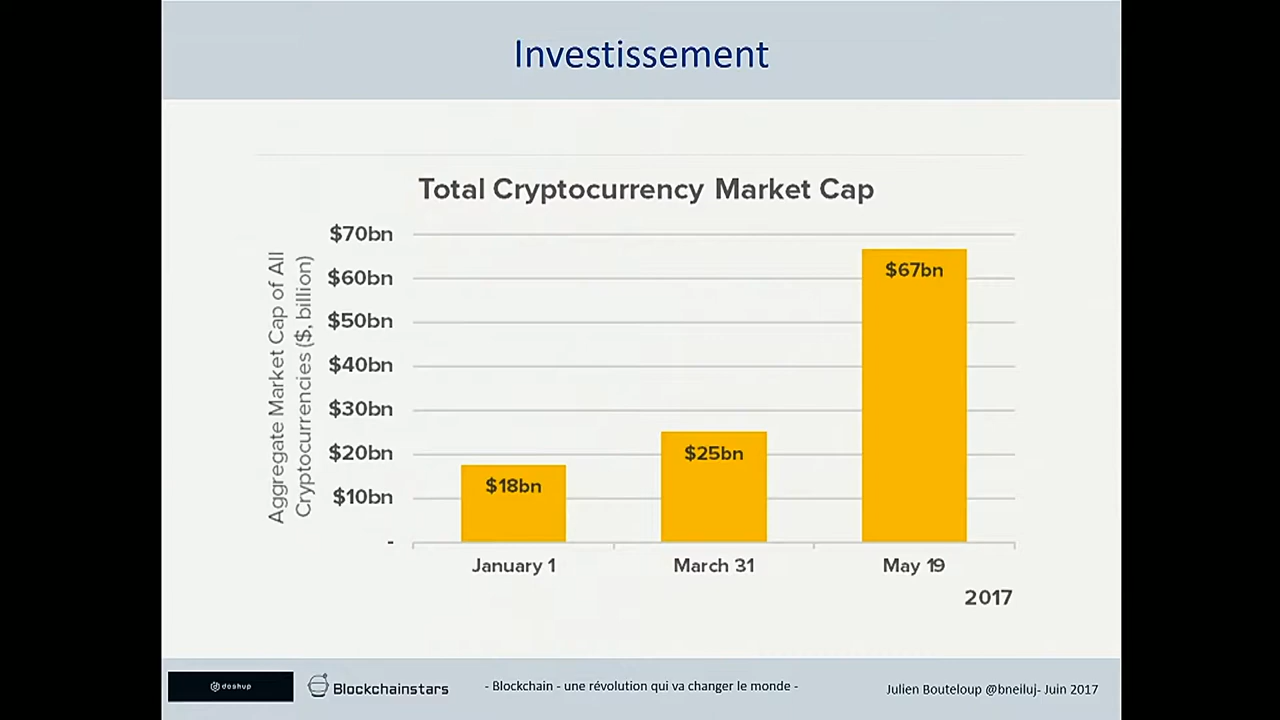 Investissement
Total Cryptocurrency Market Cap
Aggregate Market Cap of All
Cryptocurrencies ($, billion)
$70bn
$60bn
$50bn
$40bn
$30bn
$20bn
$10bn
-
$18bn
$25bn
$67bn
January 1
March 31
May 19
2017
dashup
Blockchainstars
- Blockchain - une révolution qui va changer le monde -
Julien Bouteloup @bneiluj- Juin 2017